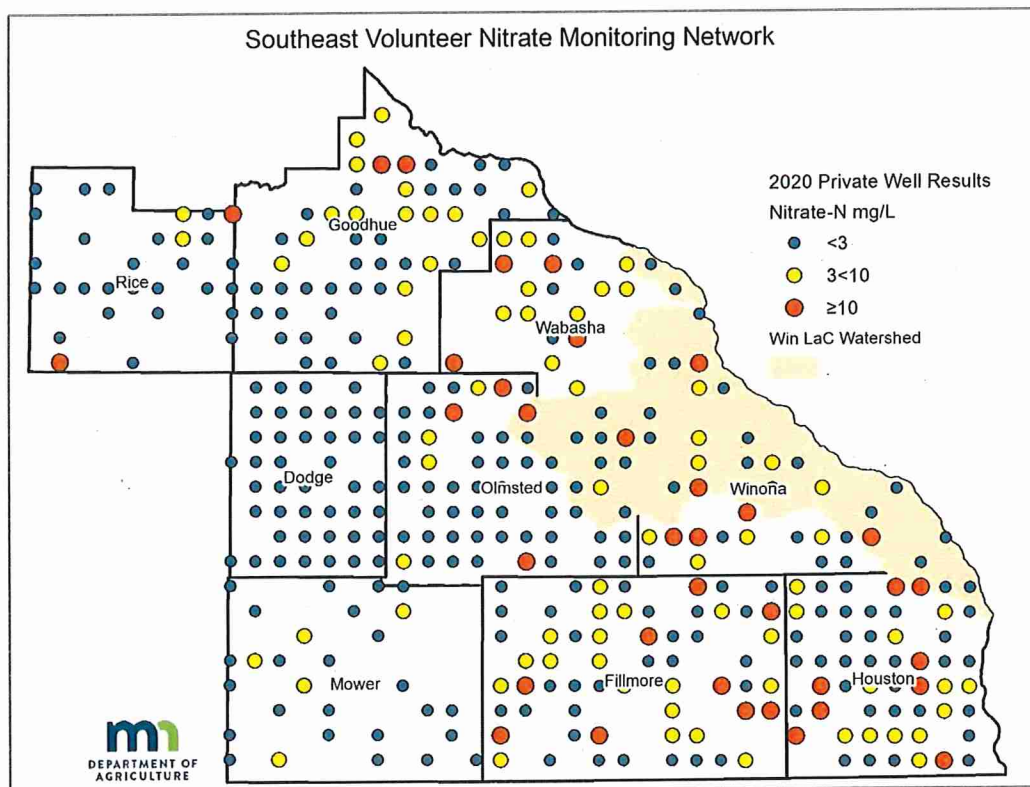 Southeast Volunteer Nitrate Monitoring Network
2020 Private Well Results
Nitrate-N mg/L
<3
3<10
≥10
Win LaC Watershed
Goodhue
Rice
Wabasha
Dodge
Olmsted
Winona
Mower
Fillmore
Houston
mn
DEPARTMENT OF
AGRICULTURE